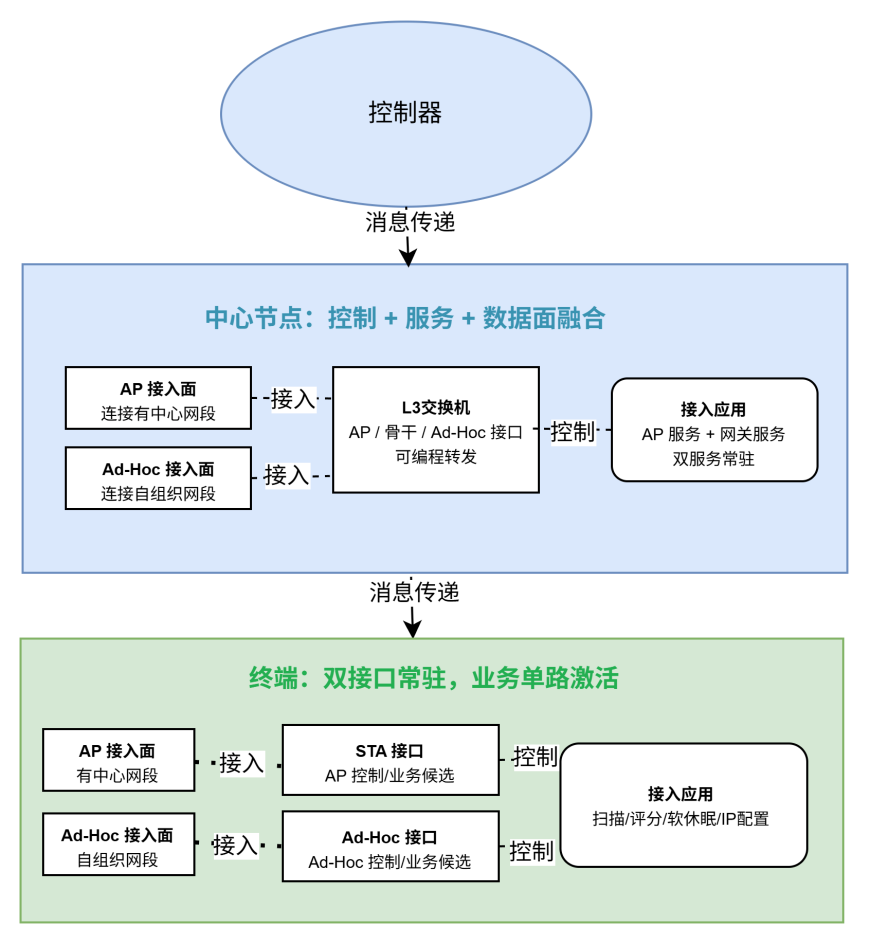 控制器
消息传递
中心节点：控制 + 服务 + 数据面融合
AP 接入面
连接有中心网段
接入
Ad-Hoc 接入面
连接自组织网段
接入
L3交换机
AP / 骨干 / Ad-Hoc 接口
可编程转发
控制
接入应用
AP 服务 + 网关服务
双服务常驻
消息传递
终端：双接口常驻，业务单路激活
AP 接入面
有中心网段
接入
STA 接口
AP 控制/业务候选
控制
Ad-Hoc 接入面
自组织网段
接入
Ad-Hoc 接口
Ad-Hoc 控制/业务候选
控制
接入应用
扫描/评分/软休眠/IP配置